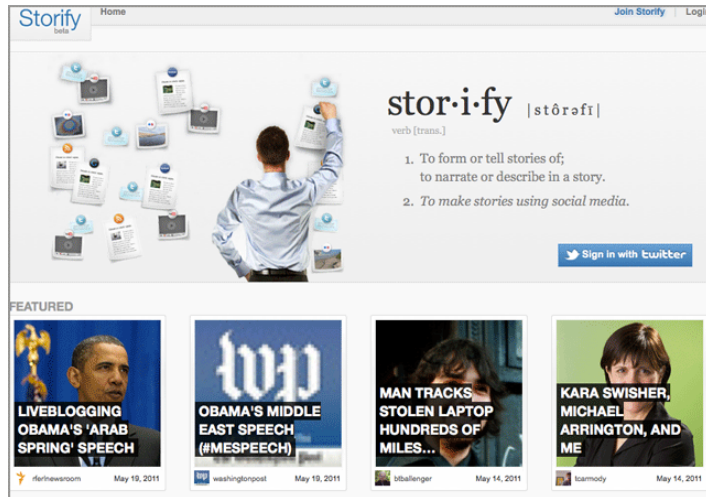 Storify
beta
Home
Join Storify
Login
stor·i·fy |stôrəfī|
verb [trans.]
1. To form or tell stories of;
to narrate or describe in a story.
2. To make stories using social media.
Sign in with twitter
FEATURED
wp
LIVEBLOGGING
OBAMA'S 'ARAB
SPRING' SPEECH
OBAMA'S MIDDLE
EAST SPEECH
(#MESPEECH)
MAN TRACKS
STOLEN LAPTOP
HUNDREDS OF
MILES...
KARA SWISHER,
MICHAEL
ARRINGTON, AND
ME
rferlnewsroom May 19, 2011
washingtonpost May 19, 2011
btballenger May 14, 2011
tcarmody May 14, 2011